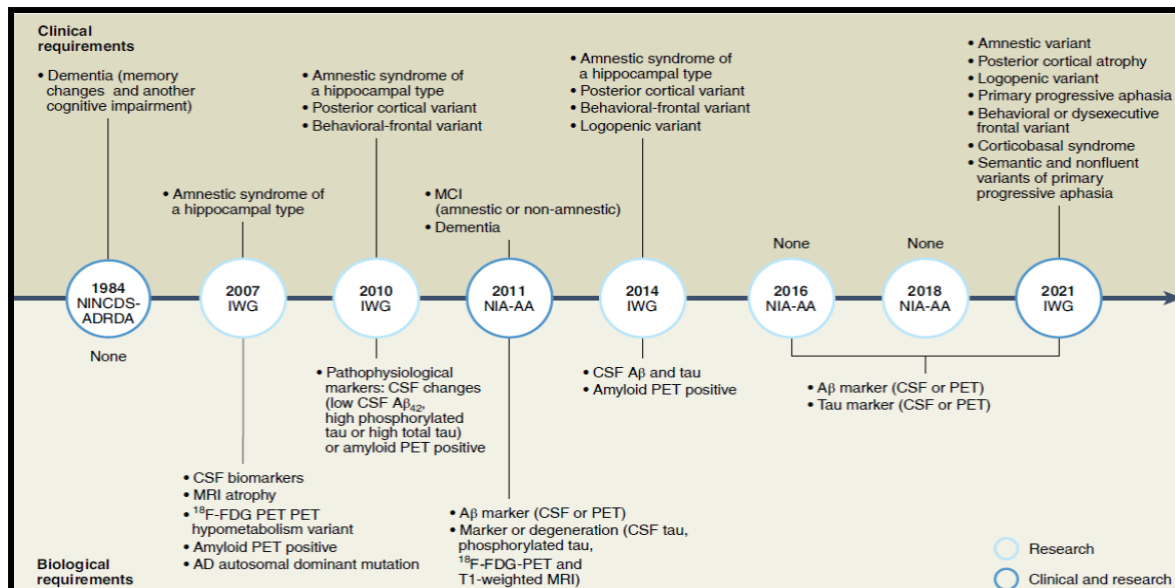 Clinical
requirements
• Dementia (memory
changes and another
cognitive impairment)
• Amnestic syndrome of
a hippocampal type
• Amnestic syndrome of
a hippocampal type
• Posterior cortical variant
• Behavioral-frontal variant
• MCI
(amnestic or non-amnestic)
• Dementia
• Amnestic syndrome of
a hippocampal type
• Posterior cortical variant
• Behavioral-frontal variant
• Logopenic variant
None
None
• Amnestic variant
• Posterior cortical atrophy
• Logopenic variant
• Primary progressive aphasia
• Behavioral or dysexecutive
frontal variant
• Corticobasal syndrome
• Semantic and nonfluent
variants of primary
progressive aphasia
1984
NINCDS-
ADRDA
2007
IWG
2010
IWG
2011
NIA-AA
2014
IWG
2016
NIA-AA
2018
NIA-AA
2021
IWG
None
• CSF biomarkers
• MRI atrophy
• ¹⁸F-FDG PET PET
hypometabolism variant
• Amyloid PET positive
• AD autosomal dominant mutation
• Pathophysiological
markers: CSF changes
(low CSF Aβ₄₂,
high phosphorylated
tau or high total tau)
or amyloid PET positive
• Aβ marker (CSF or PET)
• Marker or degeneration (CSF tau,
phosphorylated tau,
¹⁸F-FDG-PET and
T1-weighted MRI)
• CSF Aβ and tau
• Amyloid PET positive
• Aβ marker (CSF or PET)
• Tau marker (CSF or PET)
Biological
requirements
Research
Clinical and research